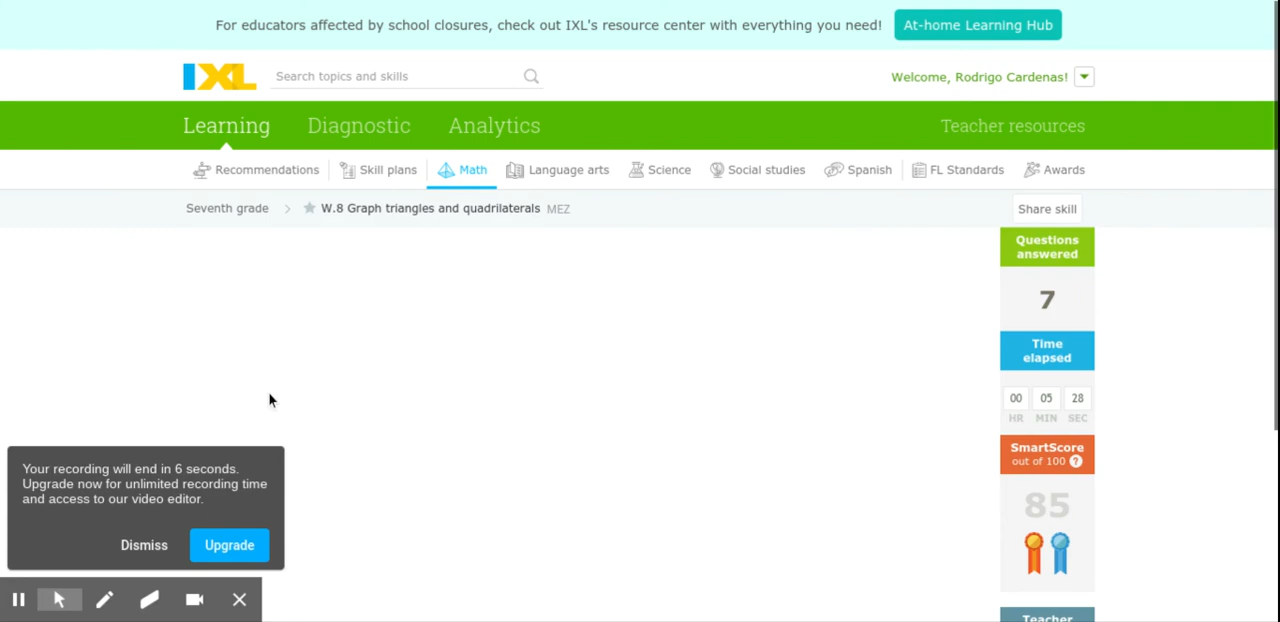 For educators affected by school closures, check out IXL's resource center with everything you need! At-home Learning Hub
IXL Search topics and skills Welcome, Rodrigo Cardenas!
Learning Diagnostic Analytics Teacher resources
Recommendations Skill plans Math Language arts Science Social studies Spanish FL Standards Awards
Seventh grade > W.8 Graph triangles and quadrilaterals MEZ Share skill
Questions
answered
7
Time
elapsed
00 05 28
HR MIN SEC
SmartScore
out of 100 ?
85
Your recording will end in 6 seconds.
Upgrade now for unlimited recording time
and access to our video editor.
Dismiss Upgrade
Teacher